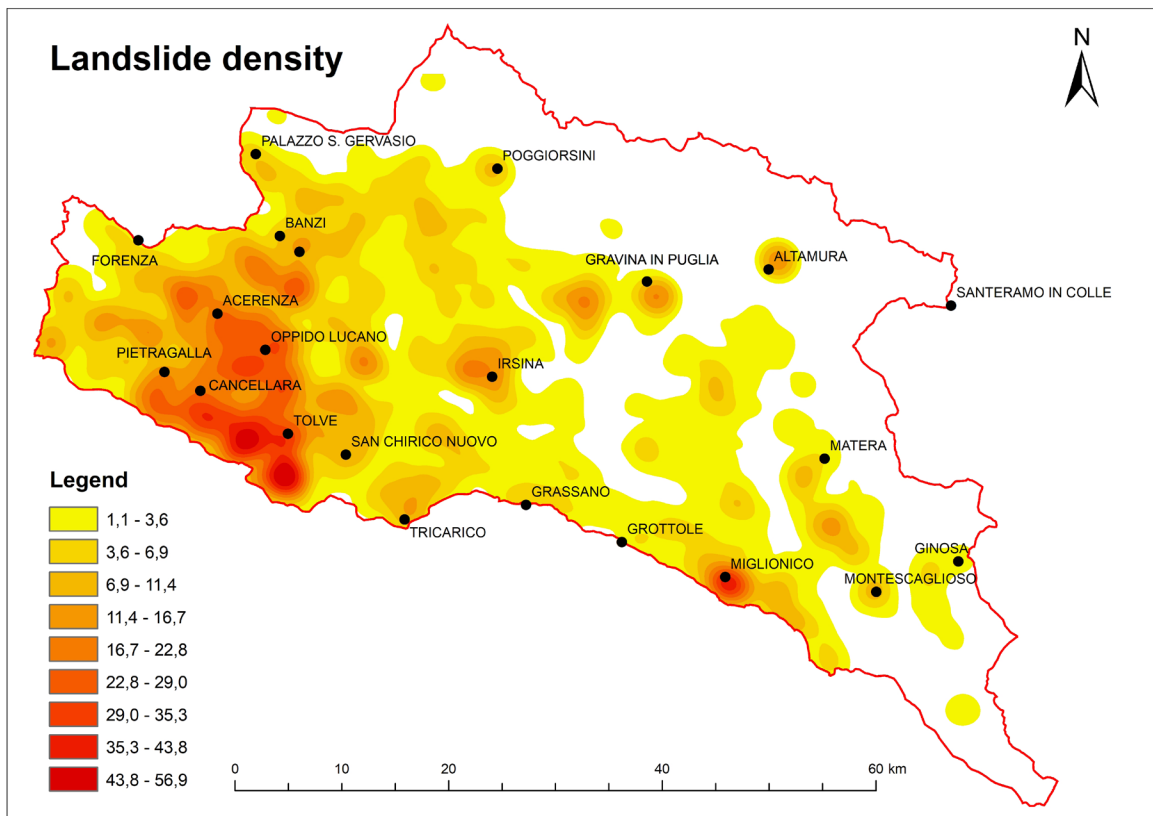 Landslide density
N
PALAZZO S. GERVASIO
POGGIORSINI
BANZI
FORENZA
GRAVINA IN PUGLIA
ALTAMURA
SANTERAMO IN COLLE
ACERENZA
OPPIDO LUCANO
PIETRAGALLA
IRSINA
CANCELLARA
TOLVE
SAN CHIRICO NUOVO
MATERA
GRASSANO
TRICARICO
GROTTOLE
GINOSA
MIGLIONICO
MONTESCAGLIOSO
Legend
1,1 - 3,6
3,6 - 6,9
6,9 - 11,4
11,4 - 16,7
16,7 - 22,8
22,8 - 29,0
29,0 - 35,3
35,3 - 43,8
43,8 - 56,9
0 10 20 40 60 km